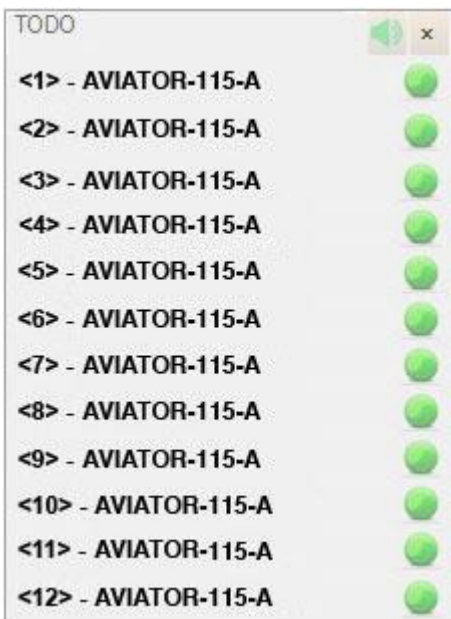 TODO
x
<1> - AVIATOR-115-A
<2> - AVIATOR-115-A
<3> - AVIATOR-115-A
<4> - AVIATOR-115-A
<5> - AVIATOR-115-A
<6> - AVIATOR-115-A
<7> - AVIATOR-115-A
<8> - AVIATOR-115-A
<9> - AVIATOR-115-A
<10> - AVIATOR-115-A
<11> - AVIATOR-115-A
<12> - AVIATOR-115-A